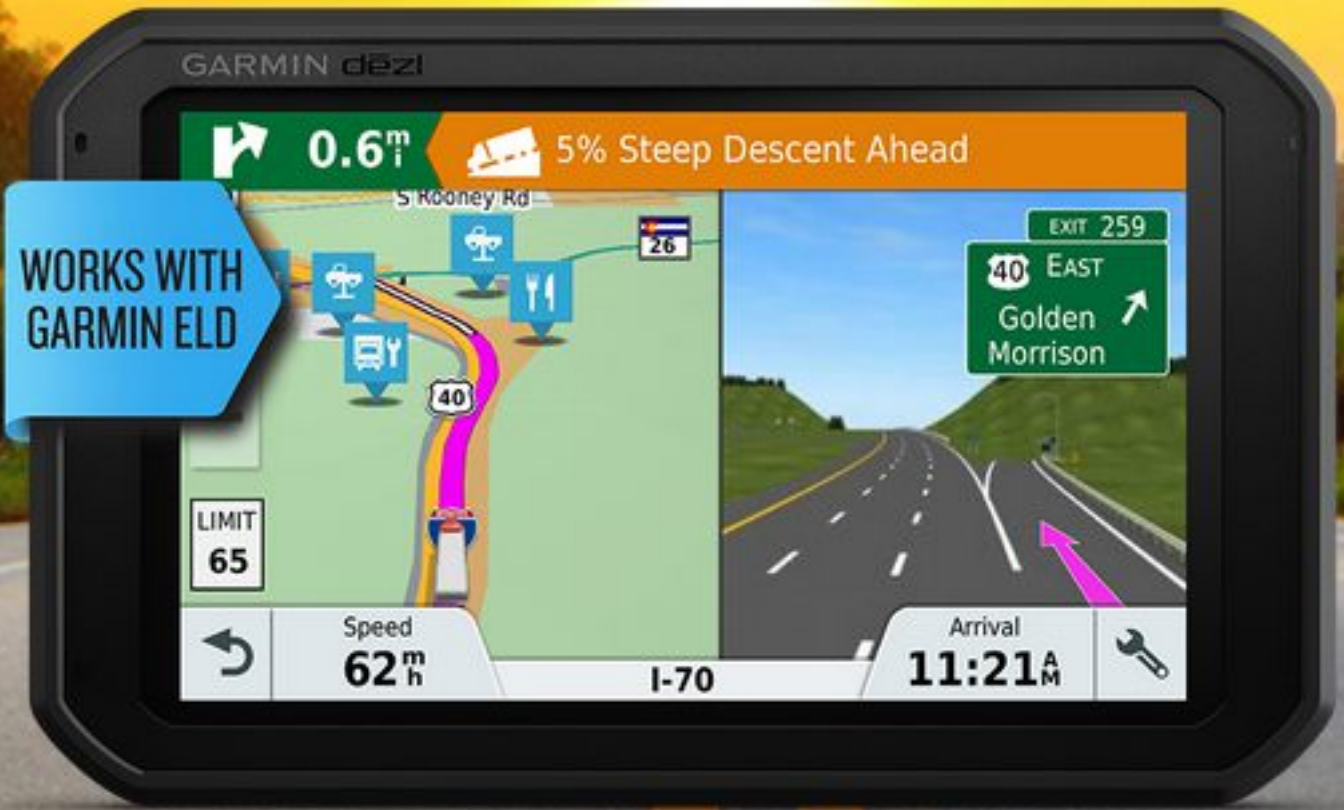 GARMIN dēzl
0.6 mi
5% Steep Descent Ahead
WORKS WITH
GARMIN ELD
S Rooney Rd
26
40
LIMIT
65
EXIT 259
40 EAST
Golden
Morrison
Speed
62 mh
I-70
Arrival
11:21 AM